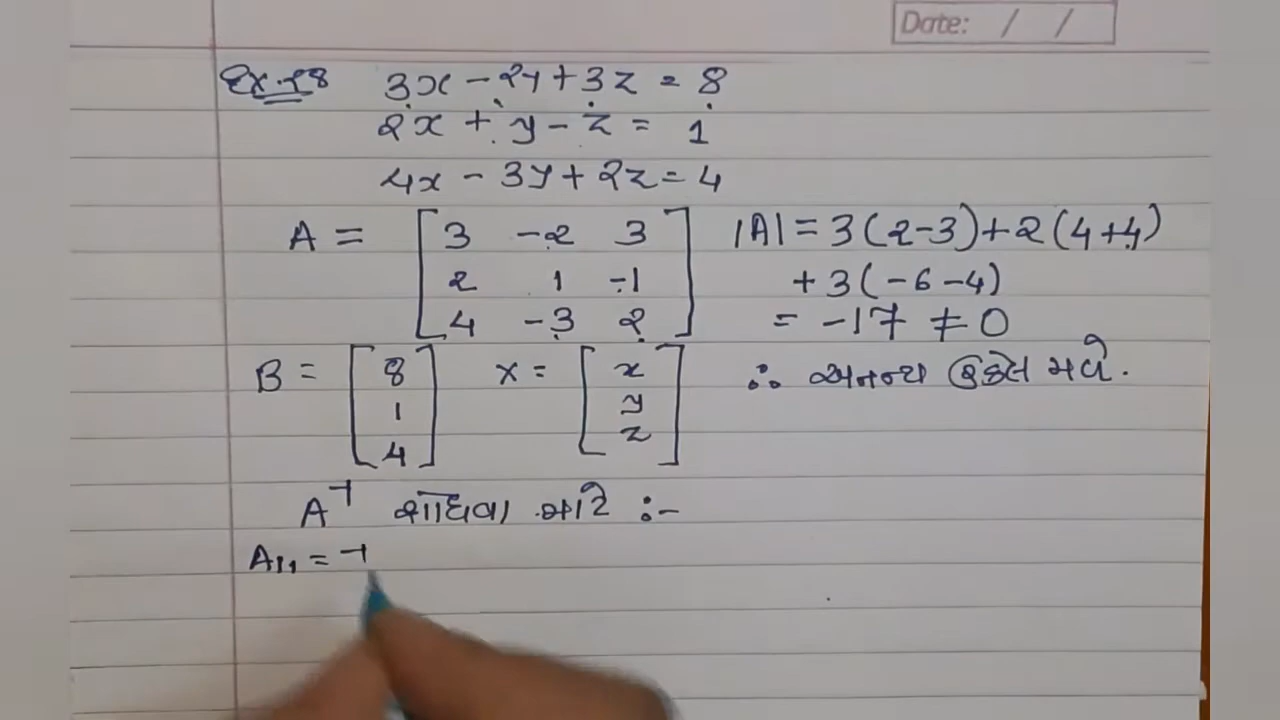 Date: / /
Ex. 28 3x - 2y + 3z = 8
2x + y - z = 1
4x - 3y + 2z = 4
A = [ 3 -2 3 |A| = 3(2-3)+2(4+4)
2 1 -1 + 3(-6-4)
4 -3 2 ] = -17 ≠ 0
B = [ 8 1 4 ] X = [ x y z ] ∴ અનન્ય ઉકેલ મળે.
A⁻¹ શોધવા માટે :-
A₁₁ = -1